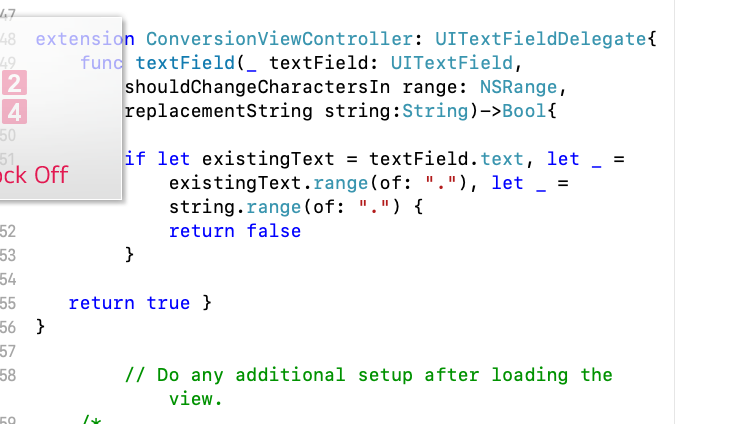 47
48 extension ConversionViewController: UITextFieldDelegate{
49 func textField(_ textField: UITextField,
2 shouldChangeCharactersIn range: NSRange,
4 replacementString string:String)->Bool{
50
51 if let existingText = textField.text, let _ =
ock Off existingText.range(of: "."), let _ =
string.range(of: ".") {
52 return false
53 }
54
55 return true }
56 }
57
58 // Do any additional setup after loading the
view.
59 /*